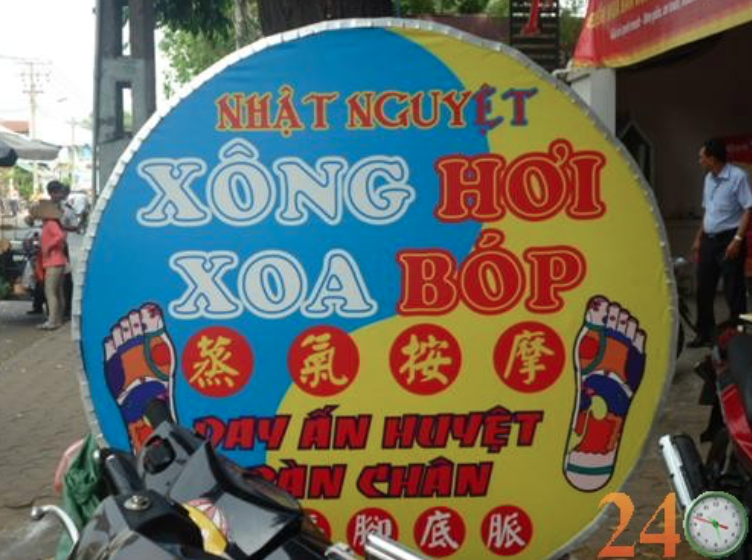 NHẬT NGUYỆT
XÔNG HƠI
XOA BÓP
蒸氣按摩
DAY ẤN HUYỆT
BÀN CHÂN
腳底脈
24